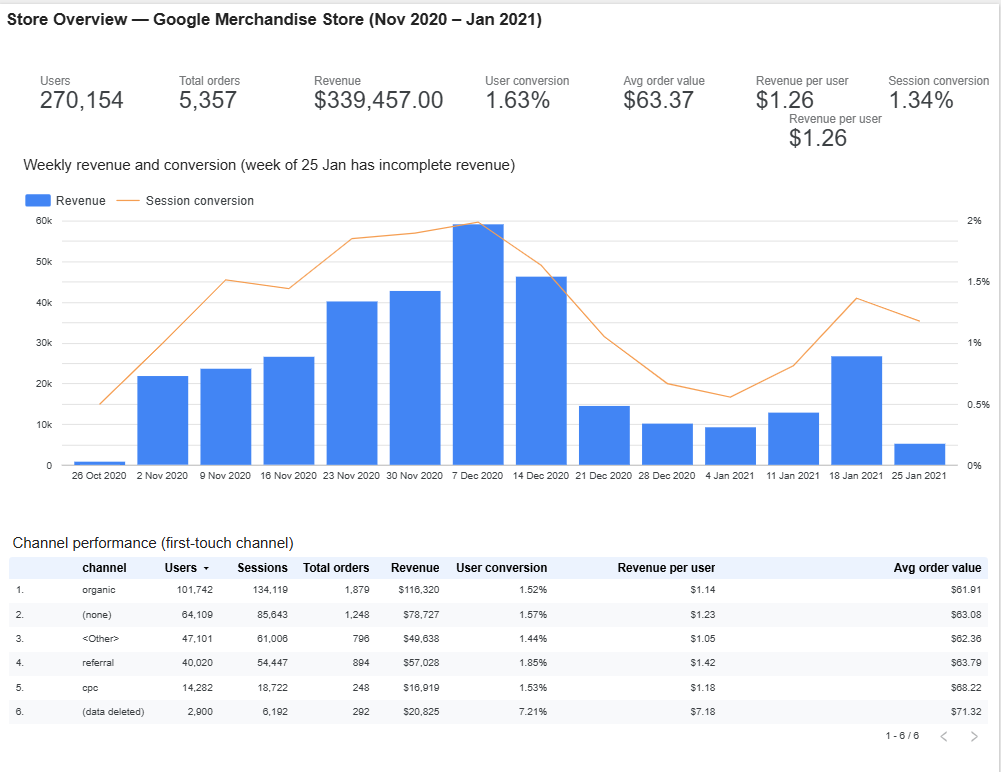 Store Overview — Google Merchandise Store (Nov 2020 – Jan 2021)
Users Total orders Revenue User conversion Avg order value Revenue per user Session conversion
270,154 5,357 $339,457.00 1.63% $63.37 $1.26 1.34%
Revenue per user
$1.26
Weekly revenue and conversion (week of 25 Jan has incomplete revenue)
Revenue Session conversion
60k 2%
50k
1.5%
40k
30k 1%
20k
0.5%
10k
0 0%
26 Oct 2020 2 Nov 2020 9 Nov 2020 16 Nov 2020 23 Nov 2020 30 Nov 2020 7 Dec 2020 14 Dec 2020 21 Dec 2020 28 Dec 2020 4 Jan 2021 11 Jan 2021 18 Jan 2021 25 Jan 2021
Channel performance (first-touch channel)
channel Users Sessions Total orders Revenue User conversion Revenue per user Avg order value
1. organic 101,742 134,119 1,879 $116,320 1.52% $1.14 $61.91
2. (none) 64,109 85,643 1,248 $78,727 1.57% $1.23 $63.08
3. <Other> 47,101 61,006 796 $49,638 1.44% $1.05 $62.36
4. referral 40,020 54,447 894 $57,028 1.85% $1.42 $63.79
5. cpc 14,282 18,722 248 $16,919 1.53% $1.18 $68.22
6. (data deleted) 2,900 6,192 292 $20,825 7.21% $7.18 $71.32
1 - 6 / 6